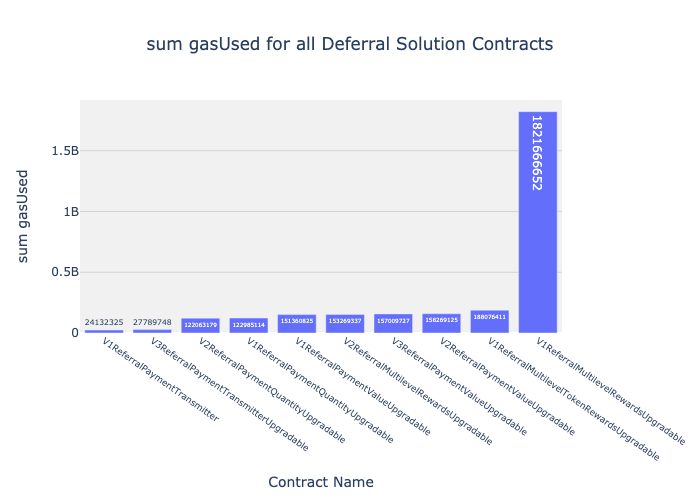 sum gasUsed for all Deferral Solution Contracts
sum gasUsed
1.5B
1B
0.5B
0
24132325
27789748
122063179
122985114
151360825
153269337
157009727
158269125
188076411
1821666652
V1ReferralPaymentTransmitter
V3ReferralPaymentTransmitterUpgradable
V2ReferralPaymentQuantityUpgradable
V1ReferralPaymentQuantityUpgradable
V1ReferralPaymentValueUpgradable
V2ReferralMultilevelRewardsUpgradable
V3ReferralPaymentValueUpgradable
V2ReferralPaymentValueUpgradable
V1ReferralMultilevelTokenRewardsUpgradable
V1ReferralMultilevelRewardsUpgradable
Contract Name